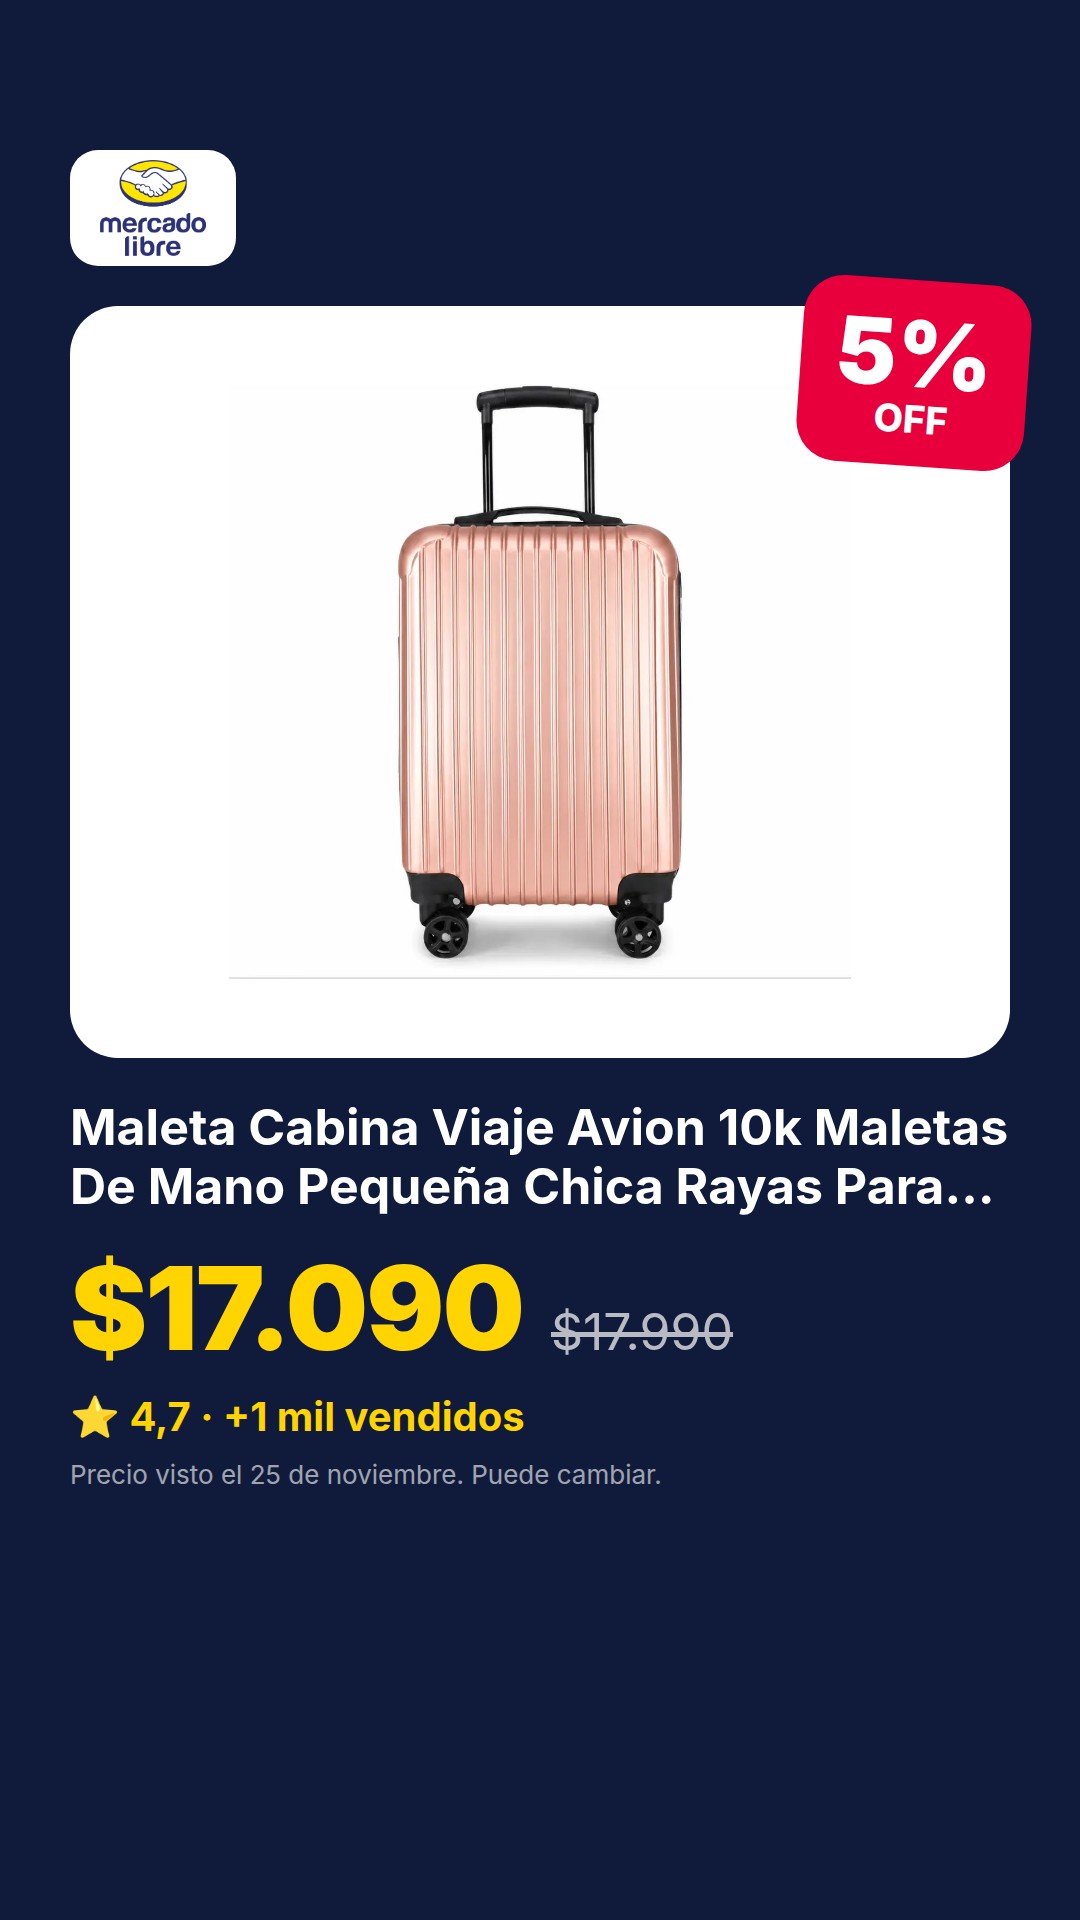 mercado
libre
5%
OFF
Maleta Cabina Viaje Avion 10k Maletas
De Mano Pequeña Chica Rayas Para...
$17.090 $17.990
⭐ 4,7 · +1 mil vendidos
Precio visto el 25 de noviembre. Puede cambiar.